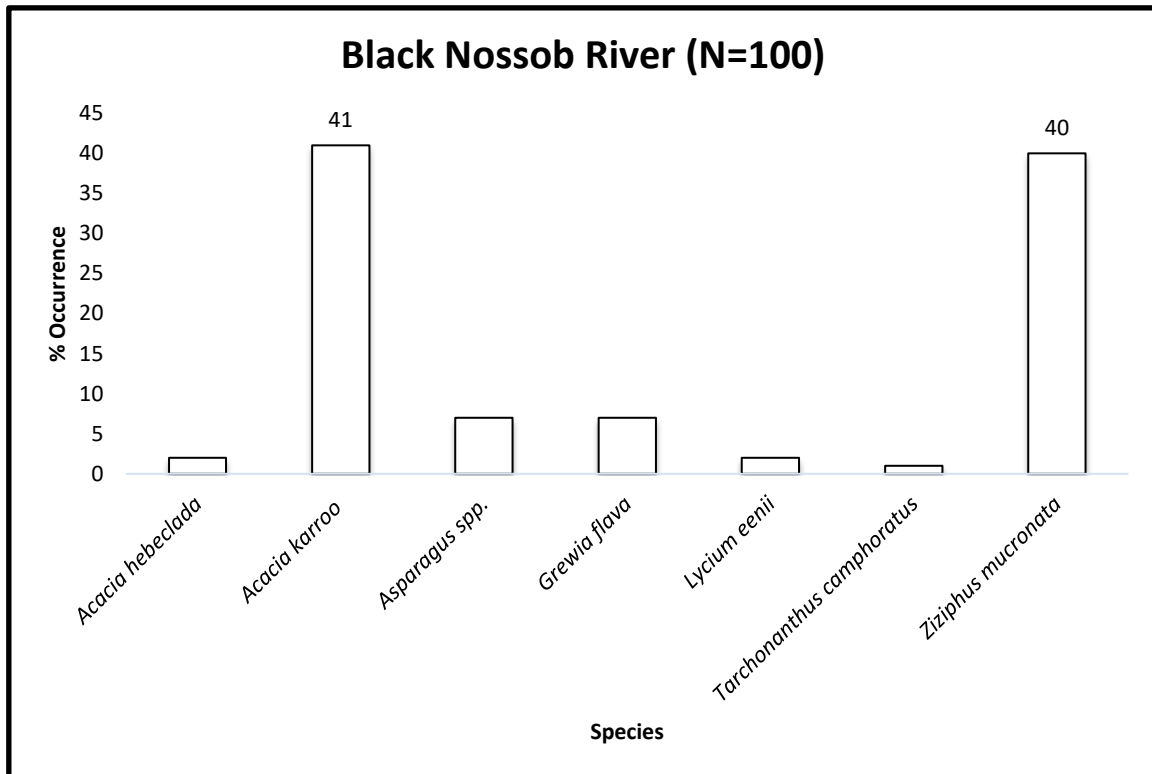 Black Nossob River (N=100)
% Occurrence
45
40
35
30
25
20
15
10
5
0
41
40
Acacia hebeclada
Acacia karroo
Asparagus spp.
Grewia flava
Lycium eenii
Tarchonanthus camphoratus
Ziziphus mucronata
Species